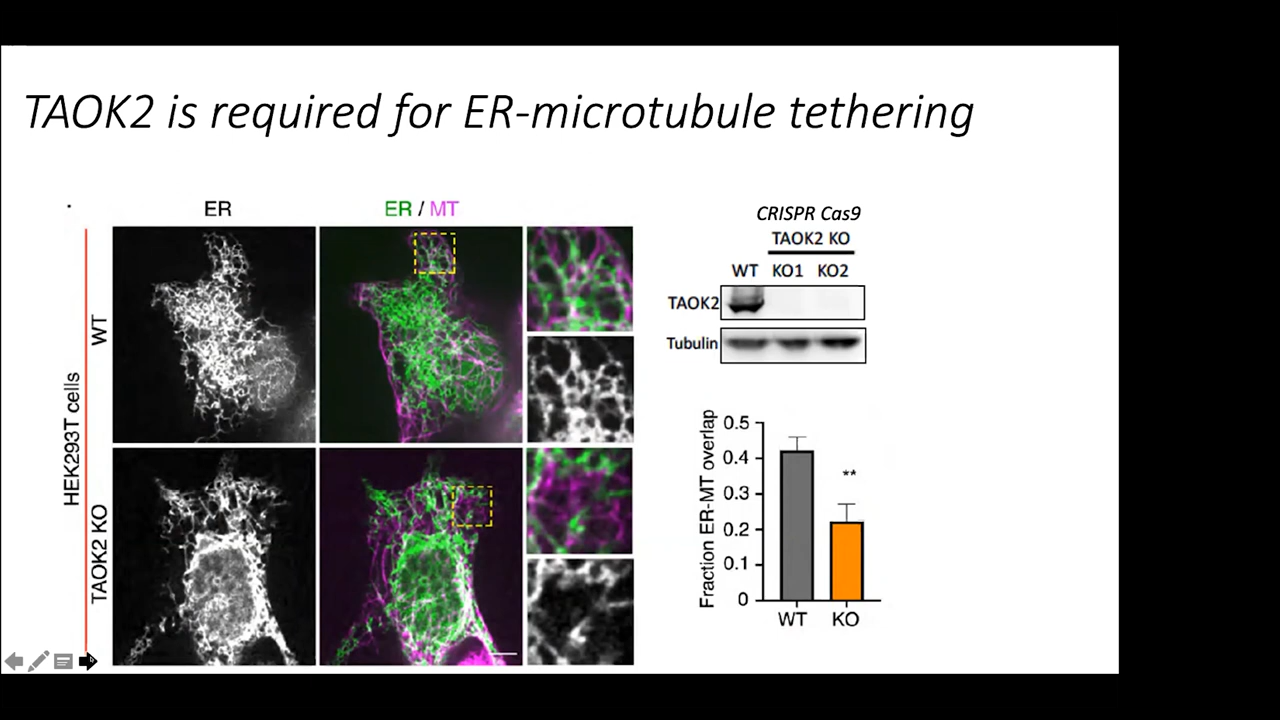 TAOK2 is required for ER-microtubule tethering
ER
ER / MT
HEK293T cells
WT
TAOK2 KO
CRISPR Cas9
TAOK2 KO
WT KO1 KO2
TAOK2
Tubulin
Fraction ER-MT overlap
0.5
0.4
0.3
0.2
0.1
0
**
WT KO